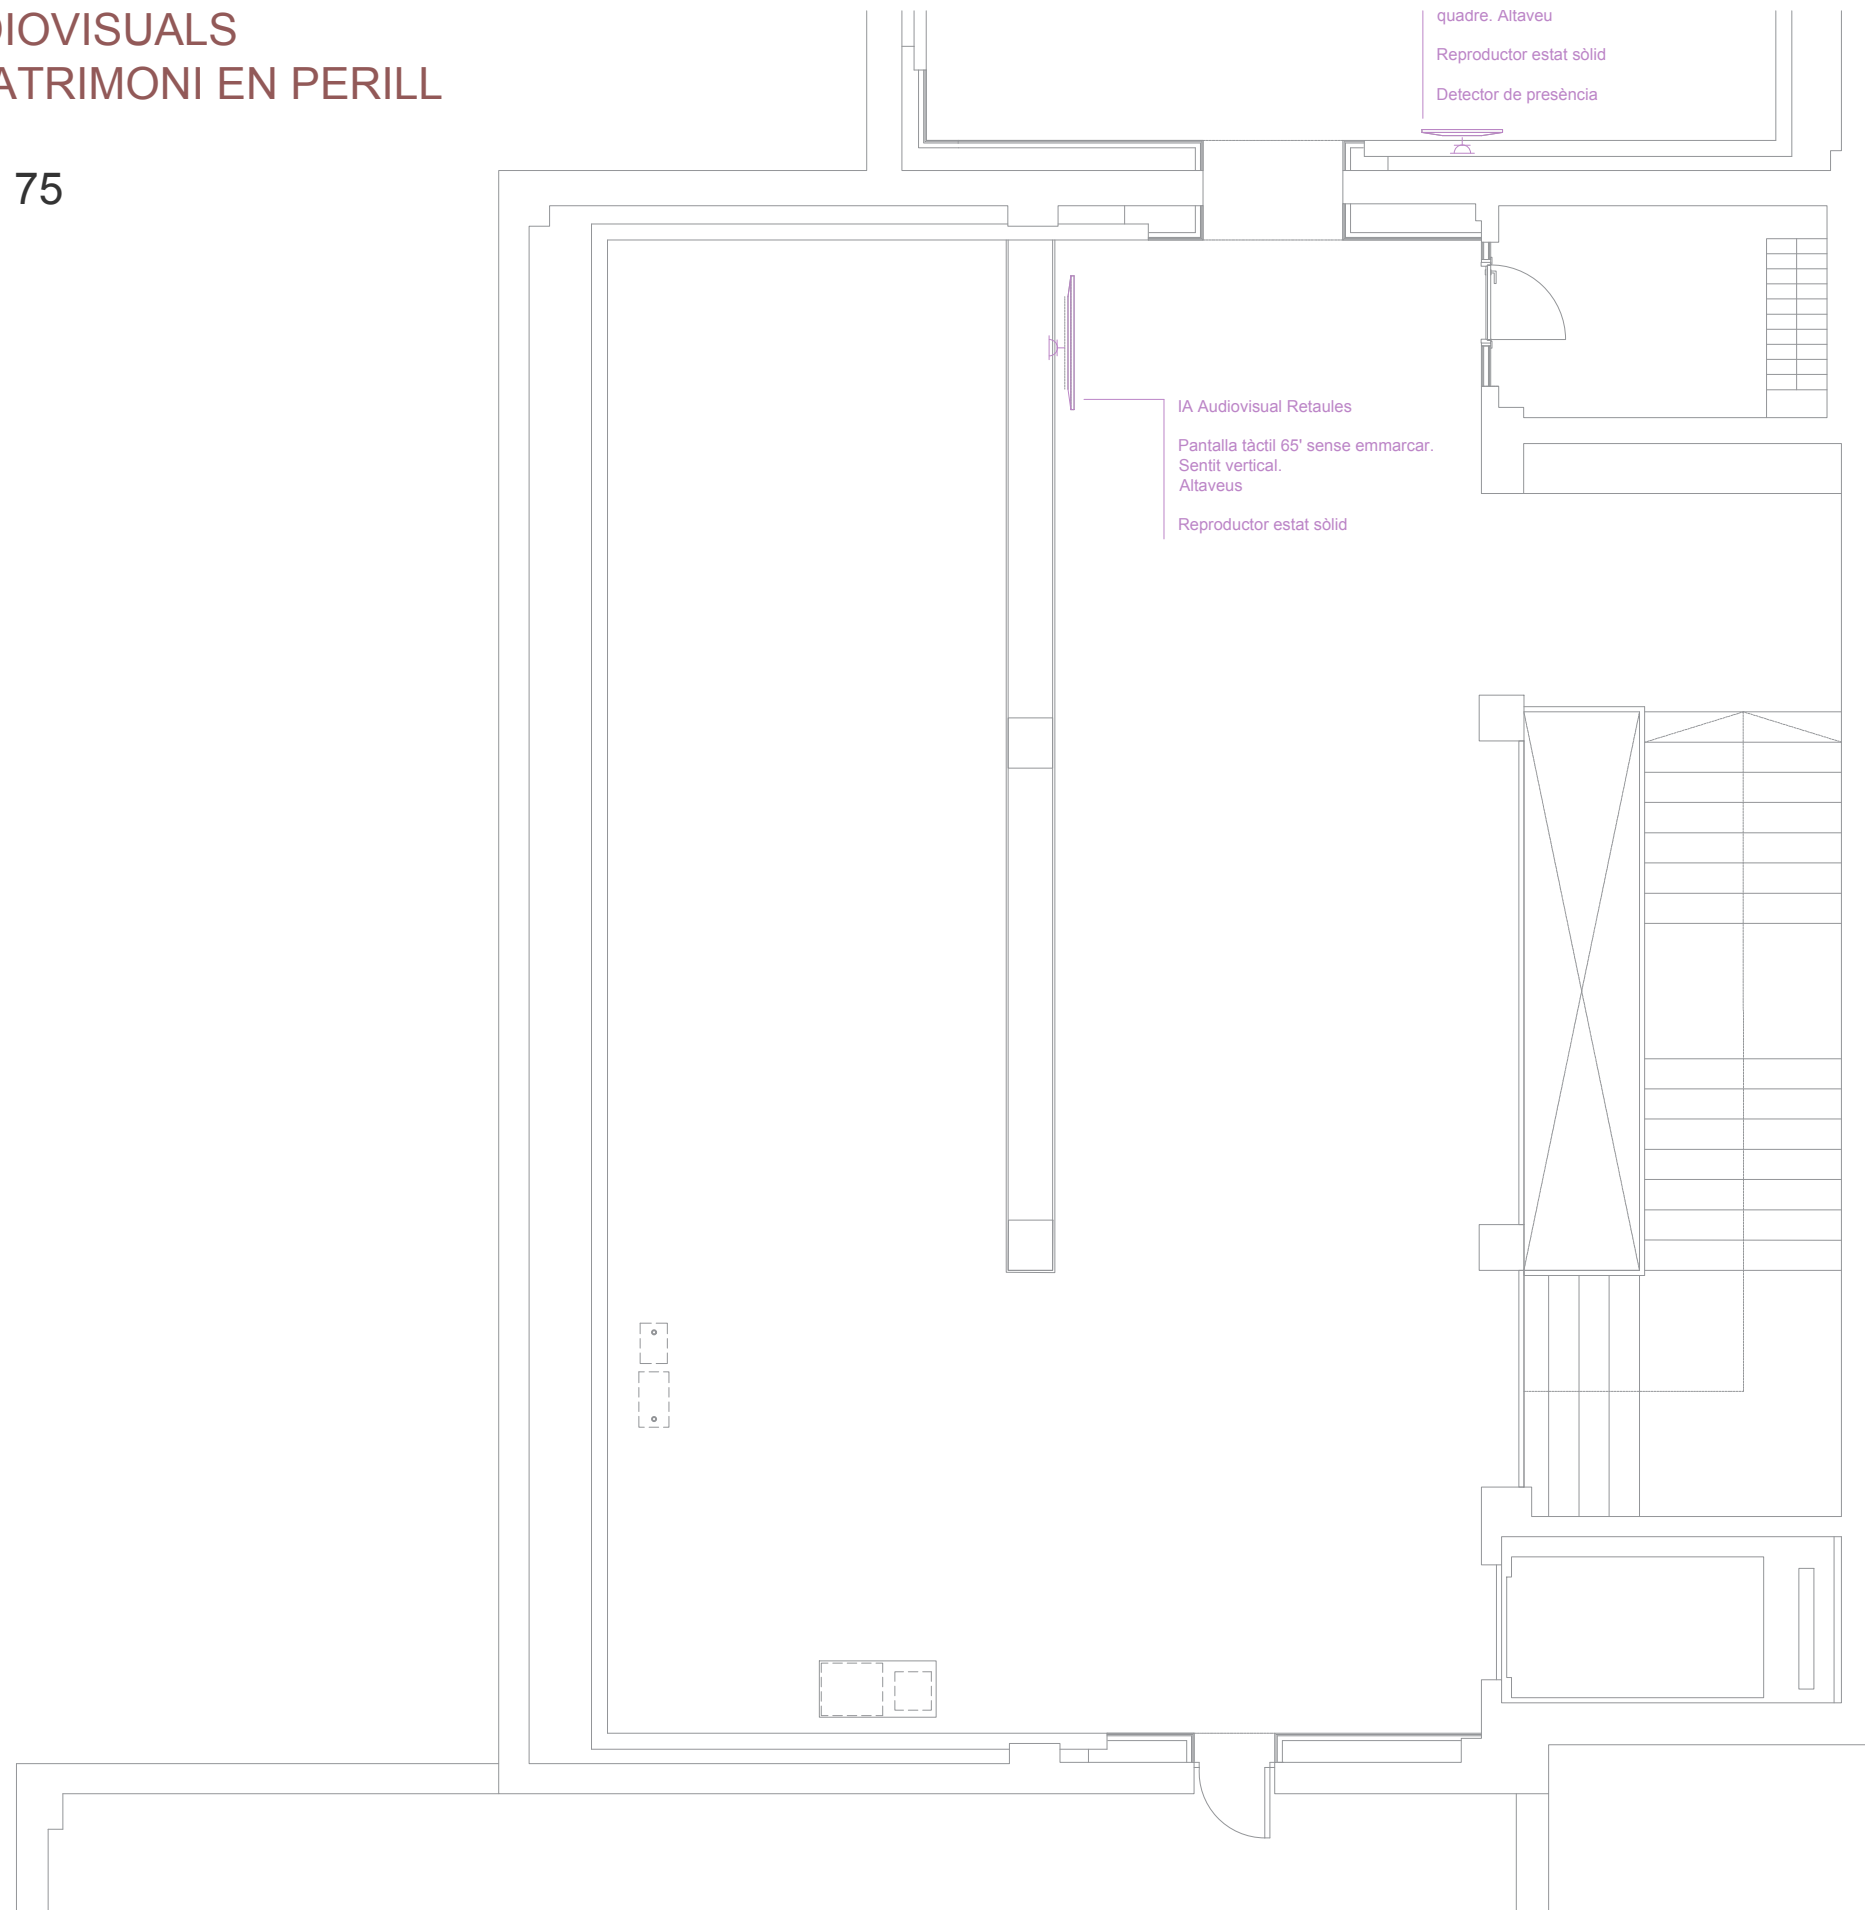 DIOVISUALS
ATRIMONI EN PERILL
75
quadre. Altaveu
Reproductor estat sòlid
Detector de presència
IA Audiovisual Retaules
Pantalla tàctil 65' sense emmarcar.
Sentit vertical.
Altaveus
Reproductor estat sòlid